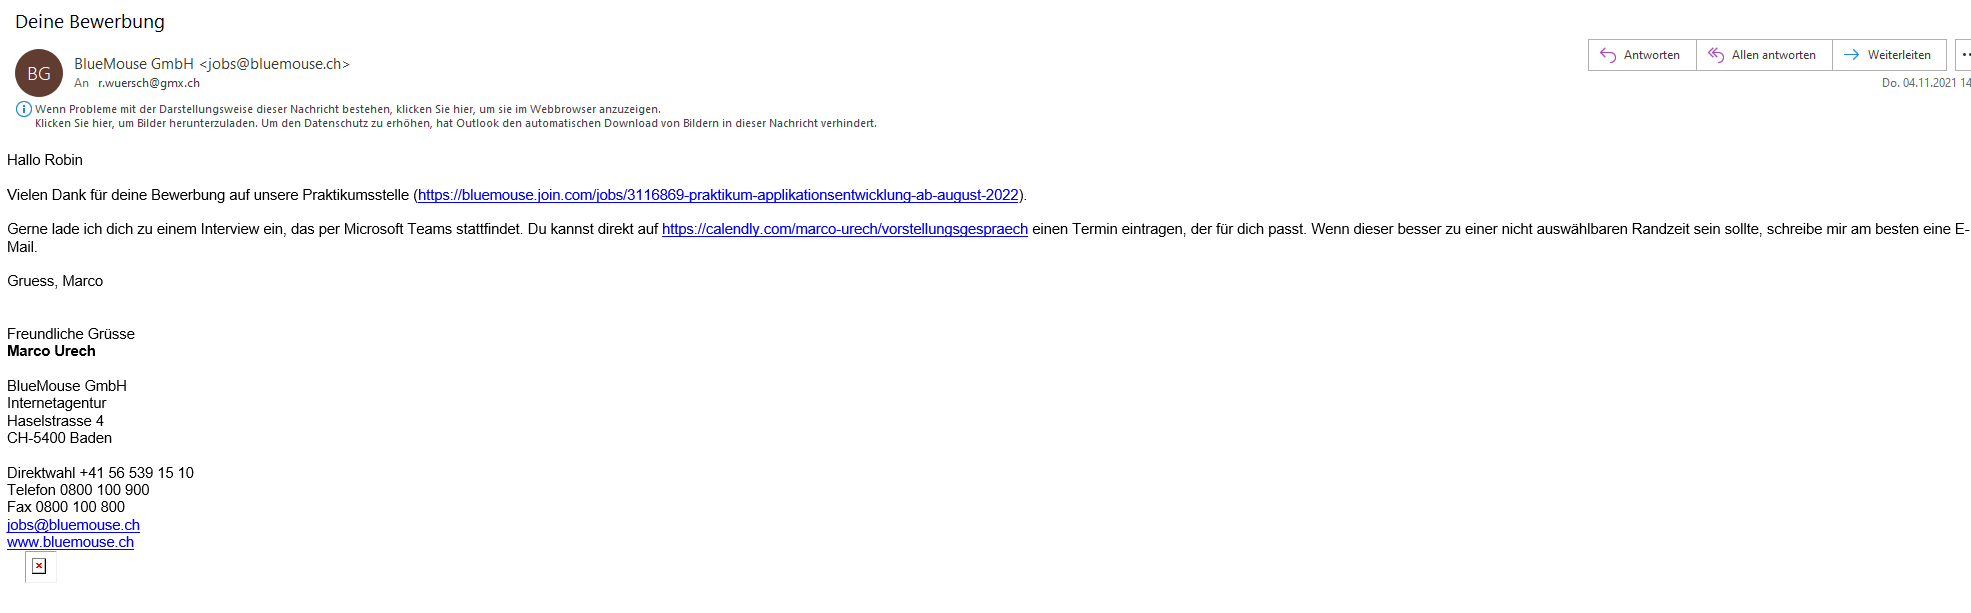 Deine Bewerbung
BG
BlueMouse GmbH <jobs@bluemouse.ch>
An r.wuersch@gmx.ch
Antworten
Allen antworten
Weiterleiten
Do. 04.11.2021 14
Wenn Probleme mit der Darstellungsweise dieser Nachricht bestehen, klicken Sie hier, um sie im Webbrowser anzuzeigen.
Klicken Sie hier, um Bilder herunterzuladen. Um den Datenschutz zu erhöhen, hat Outlook den automatischen Download von Bildern in dieser Nachricht verhindert.
Hallo Robin
Vielen Dank für deine Bewerbung auf unsere Praktikumsstelle (https://bluemouse.join.com/jobs/3116869-praktikum-applikationsentwicklung-ab-august-2022).
Gerne lade ich dich zu einem Interview ein, das per Microsoft Teams stattfindet. Du kannst direkt auf https://calendly.com/marco-urech/vorstellungsgespraech einen Termin eintragen, der für dich passt. Wenn dieser besser zu einer nicht auswählbaren Randzeit sein sollte, schreibe mir am besten eine E-
Mail.
Gruess, Marco
Freundliche Grüsse
Marco Urech
BlueMouse GmbH
Internetagentur
Haselstrasse 4
CH-5400 Baden
Direktwahl +41 56 539 15 10
Telefon 0800 100 900
Fax 0800 100 800
jobs@bluemouse.ch
www.bluemouse.ch